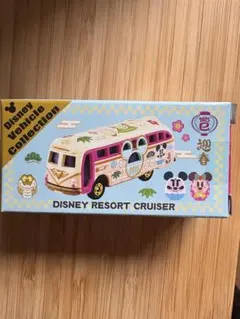 Disney
Vehicle
Collection
迎
春
DISNEY RESORT CRUISER